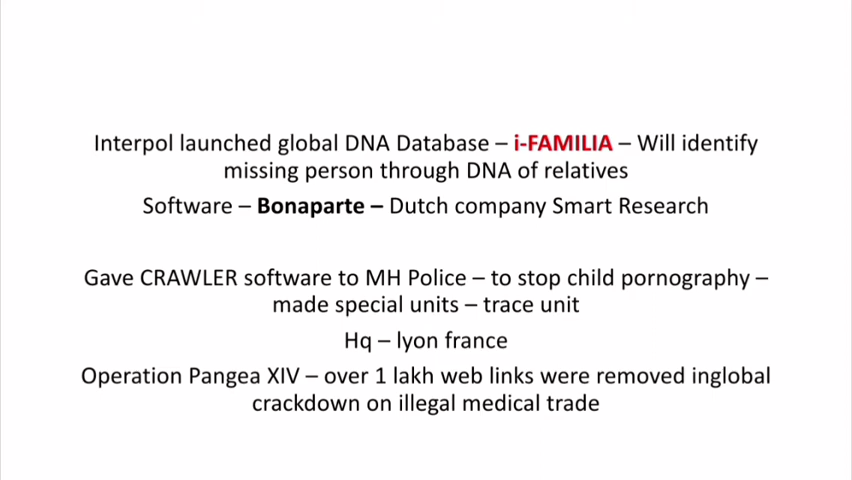 Interpol launched global DNA Database – i-FAMILIA – Will identify
missing person through DNA of relatives
Software – Bonaparte – Dutch company Smart Research
Gave CRAWLER software to MH Police – to stop child pornography –
made special units – trace unit
Hq – lyon france
Operation Pangea XIV – over 1 lakh web links were removed inglobal
crackdown on illegal medical trade